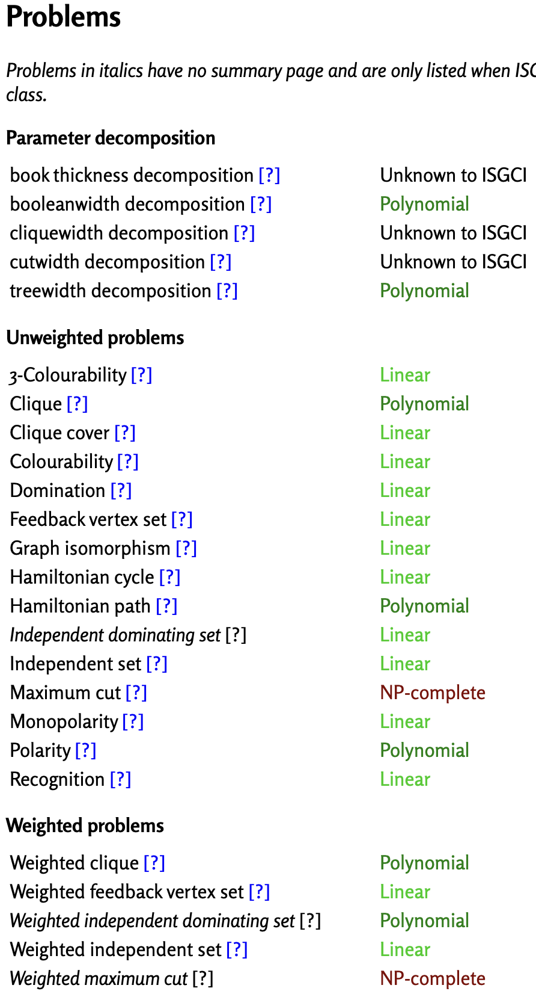 Problems
Problems in italics have no summary page and are only listed when
class.
Parameter decomposition
book thickness decomposition [?] Unknown to ISGCI
booleanwidth decomposition [?] Polynomial
cliquewidth decomposition [?] Unknown to ISGCI
cutwidth decomposition [?] Unknown to ISGCI
treewidth decomposition [?] Polynomial
Unweighted problems
3-Colourability [?] Linear
Clique [?] Polynomial
Clique cover [?] Linear
Colourability [?] Linear
Domination [?] Linear
Feedback vertex set [?] Linear
Graph isomorphism [?] Linear
Hamiltonian cycle [?] Linear
Hamiltonian path [?] Polynomial
Independent dominating set [?] Linear
Independent set [?] Linear
Maximum cut [?] NP-complete
Monopolarity [?] Linear
Polarity [?] Polynomial
Recognition [?] Linear
Weighted problems
Weighted clique [?] Polynomial
Weighted feedback vertex set [?] Linear
Weighted independent dominating set [?] Polynomial
Weighted independent set [?] Linear
Weighted maximum cut [?] NP-complete